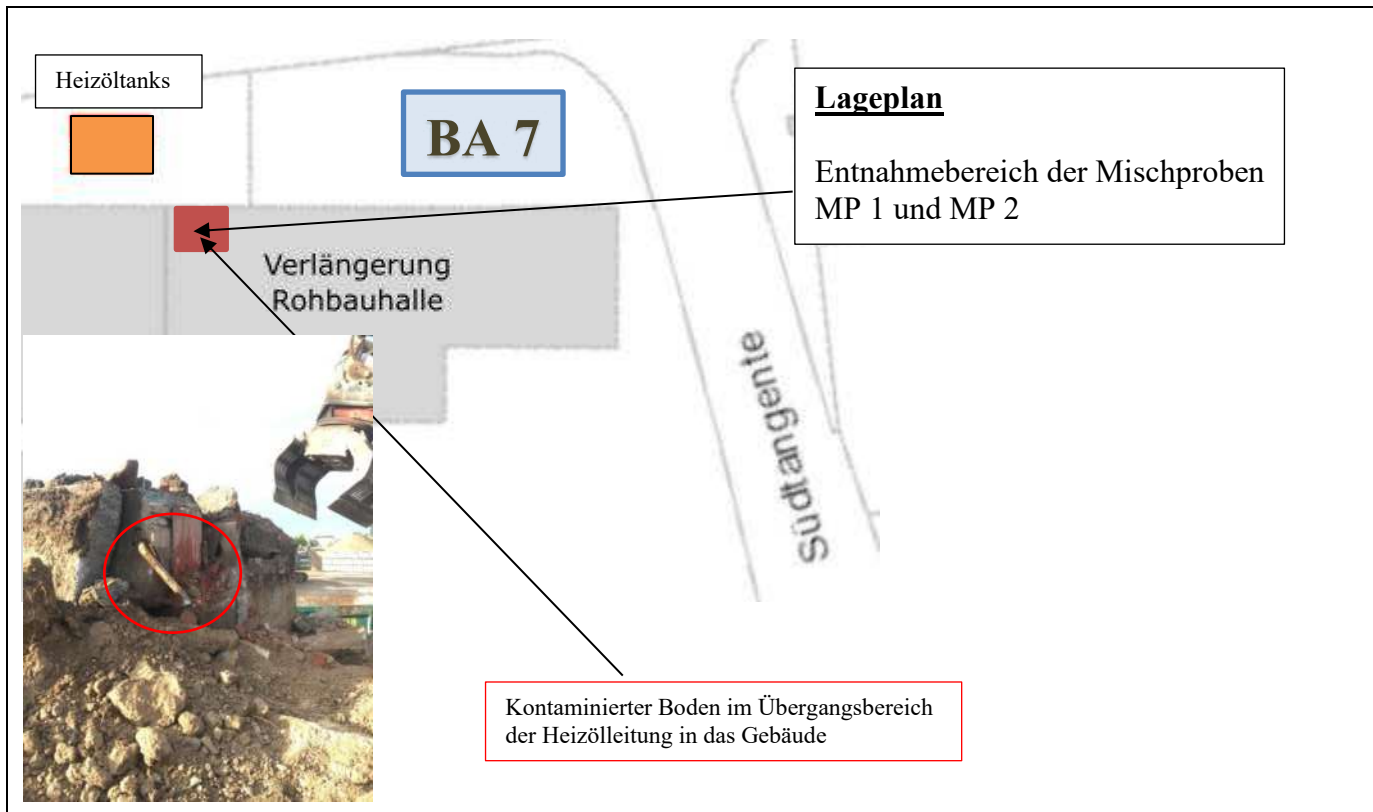 Heizöltanks
BA 7
Lageplan
Entnahmebereich der Mischproben
MP 1 und MP 2
Verlängerung
Rohbauhalle
Südtangente
Kontaminierter Boden im Übergangsbereich
der Heizölleitung in das Gebäude